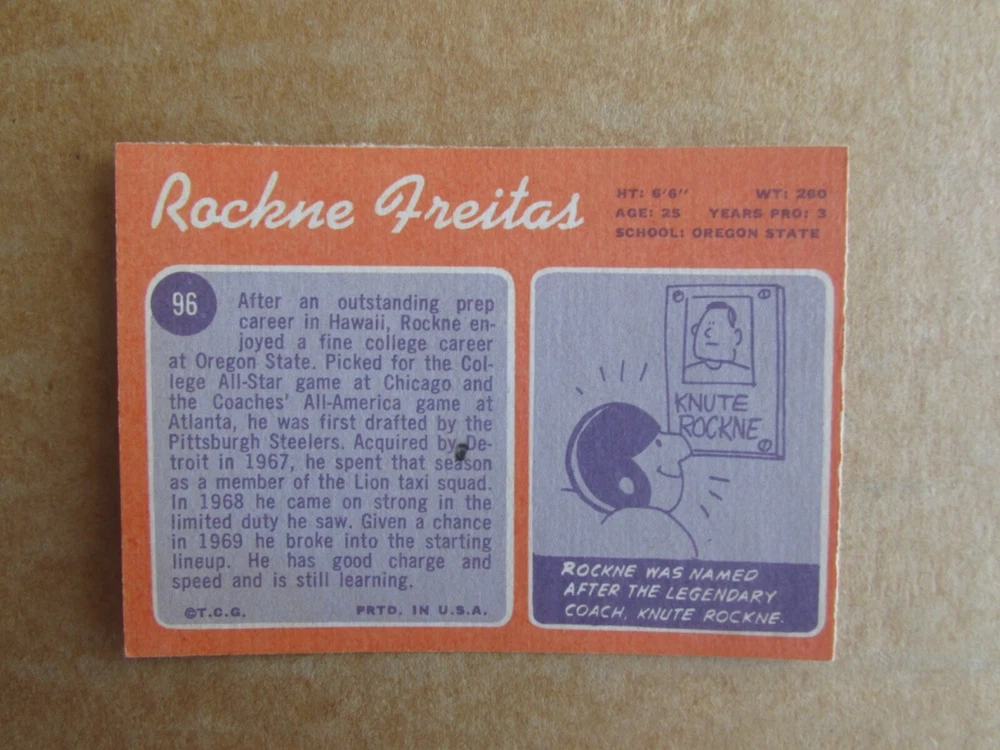 Rockne Freitas
HT: 6'6" WT: 260
AGE: 25 YEARS PRO: 3
SCHOOL: OREGON STATE
96
After an outstanding prep
career in Hawaii, Rockne en-
joyed a fine college career
at Oregon State. Picked for the Col-
lege All-Star game at Chicago and
the Coaches' All-America game at
Atlanta, he was first drafted by the
Pittsburgh Steelers. Acquired by De-
troit in 1967, he spent that season
as a member of the Lion taxi squad.
In 1968 he came on strong in the
limited duty he saw. Given a chance
in 1969 he broke into the starting
lineup. He has good charge and
speed and is still learning.
©T.C.G. PRTD. IN U.S.A.
KNUTE
ROCKNE
ROCKNE WAS NAMED
AFTER THE LEGENDARY
COACH, KNUTE ROCKNE.